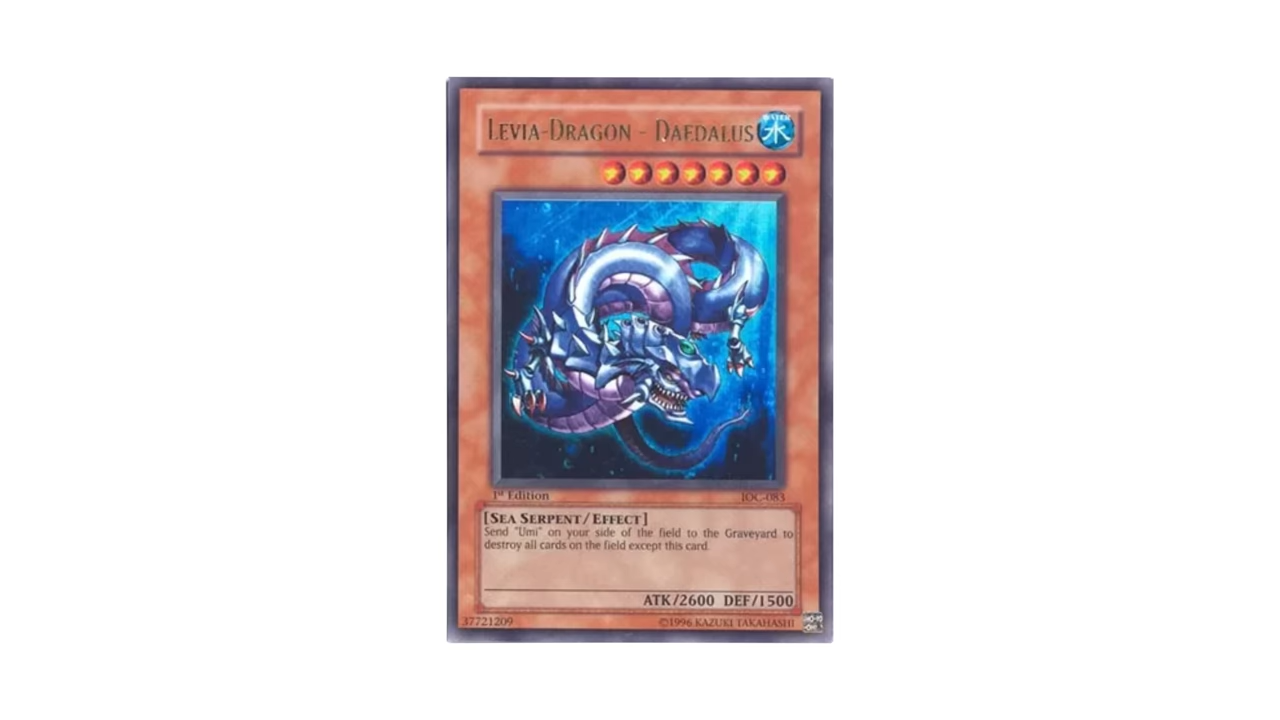 LEVIA-DRAGON - DAEDALUS
WATER
水
1st Edition
IOC-083
[SEA SERPENT/EFFECT]
Send "Umi" on your side of the field to the Graveyard to
destroy all cards on the field except this card.
ATK/2600 DEF/1500
37721209
©1996 KAZUKI TAKAHASHI